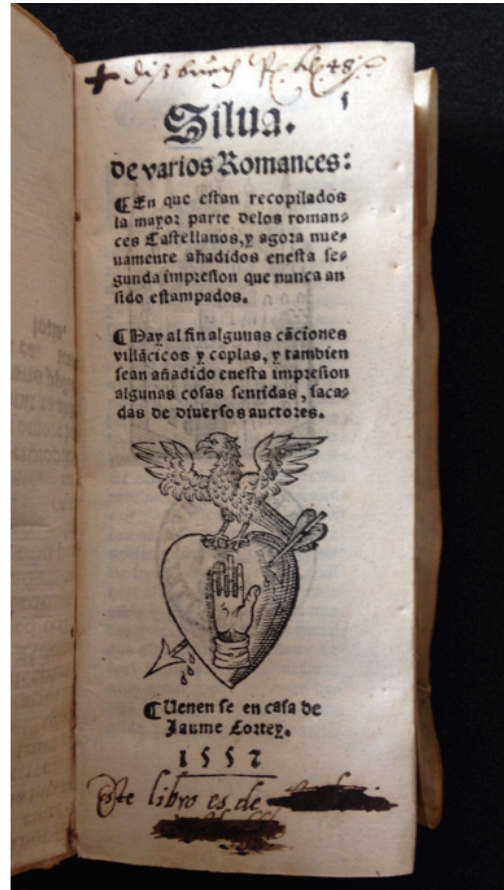 Silua.
de varios Romances:
¶ En que estan recopilados
la mayor parte delos roman-
ces Castellanos, y agora nue-
uamente añadidos enesta se-
gunda impresion que nunca an
sido estampados.
¶ Hay al fin algunas cãciones
villãcicos y coplas, y tambien
sean añadido enesta impresion
algunas cosas sentidas, saca-
das de diuersos auctores.
¶ Uenen se en casa de
Jaume Cortey.
1552
Este libro es de